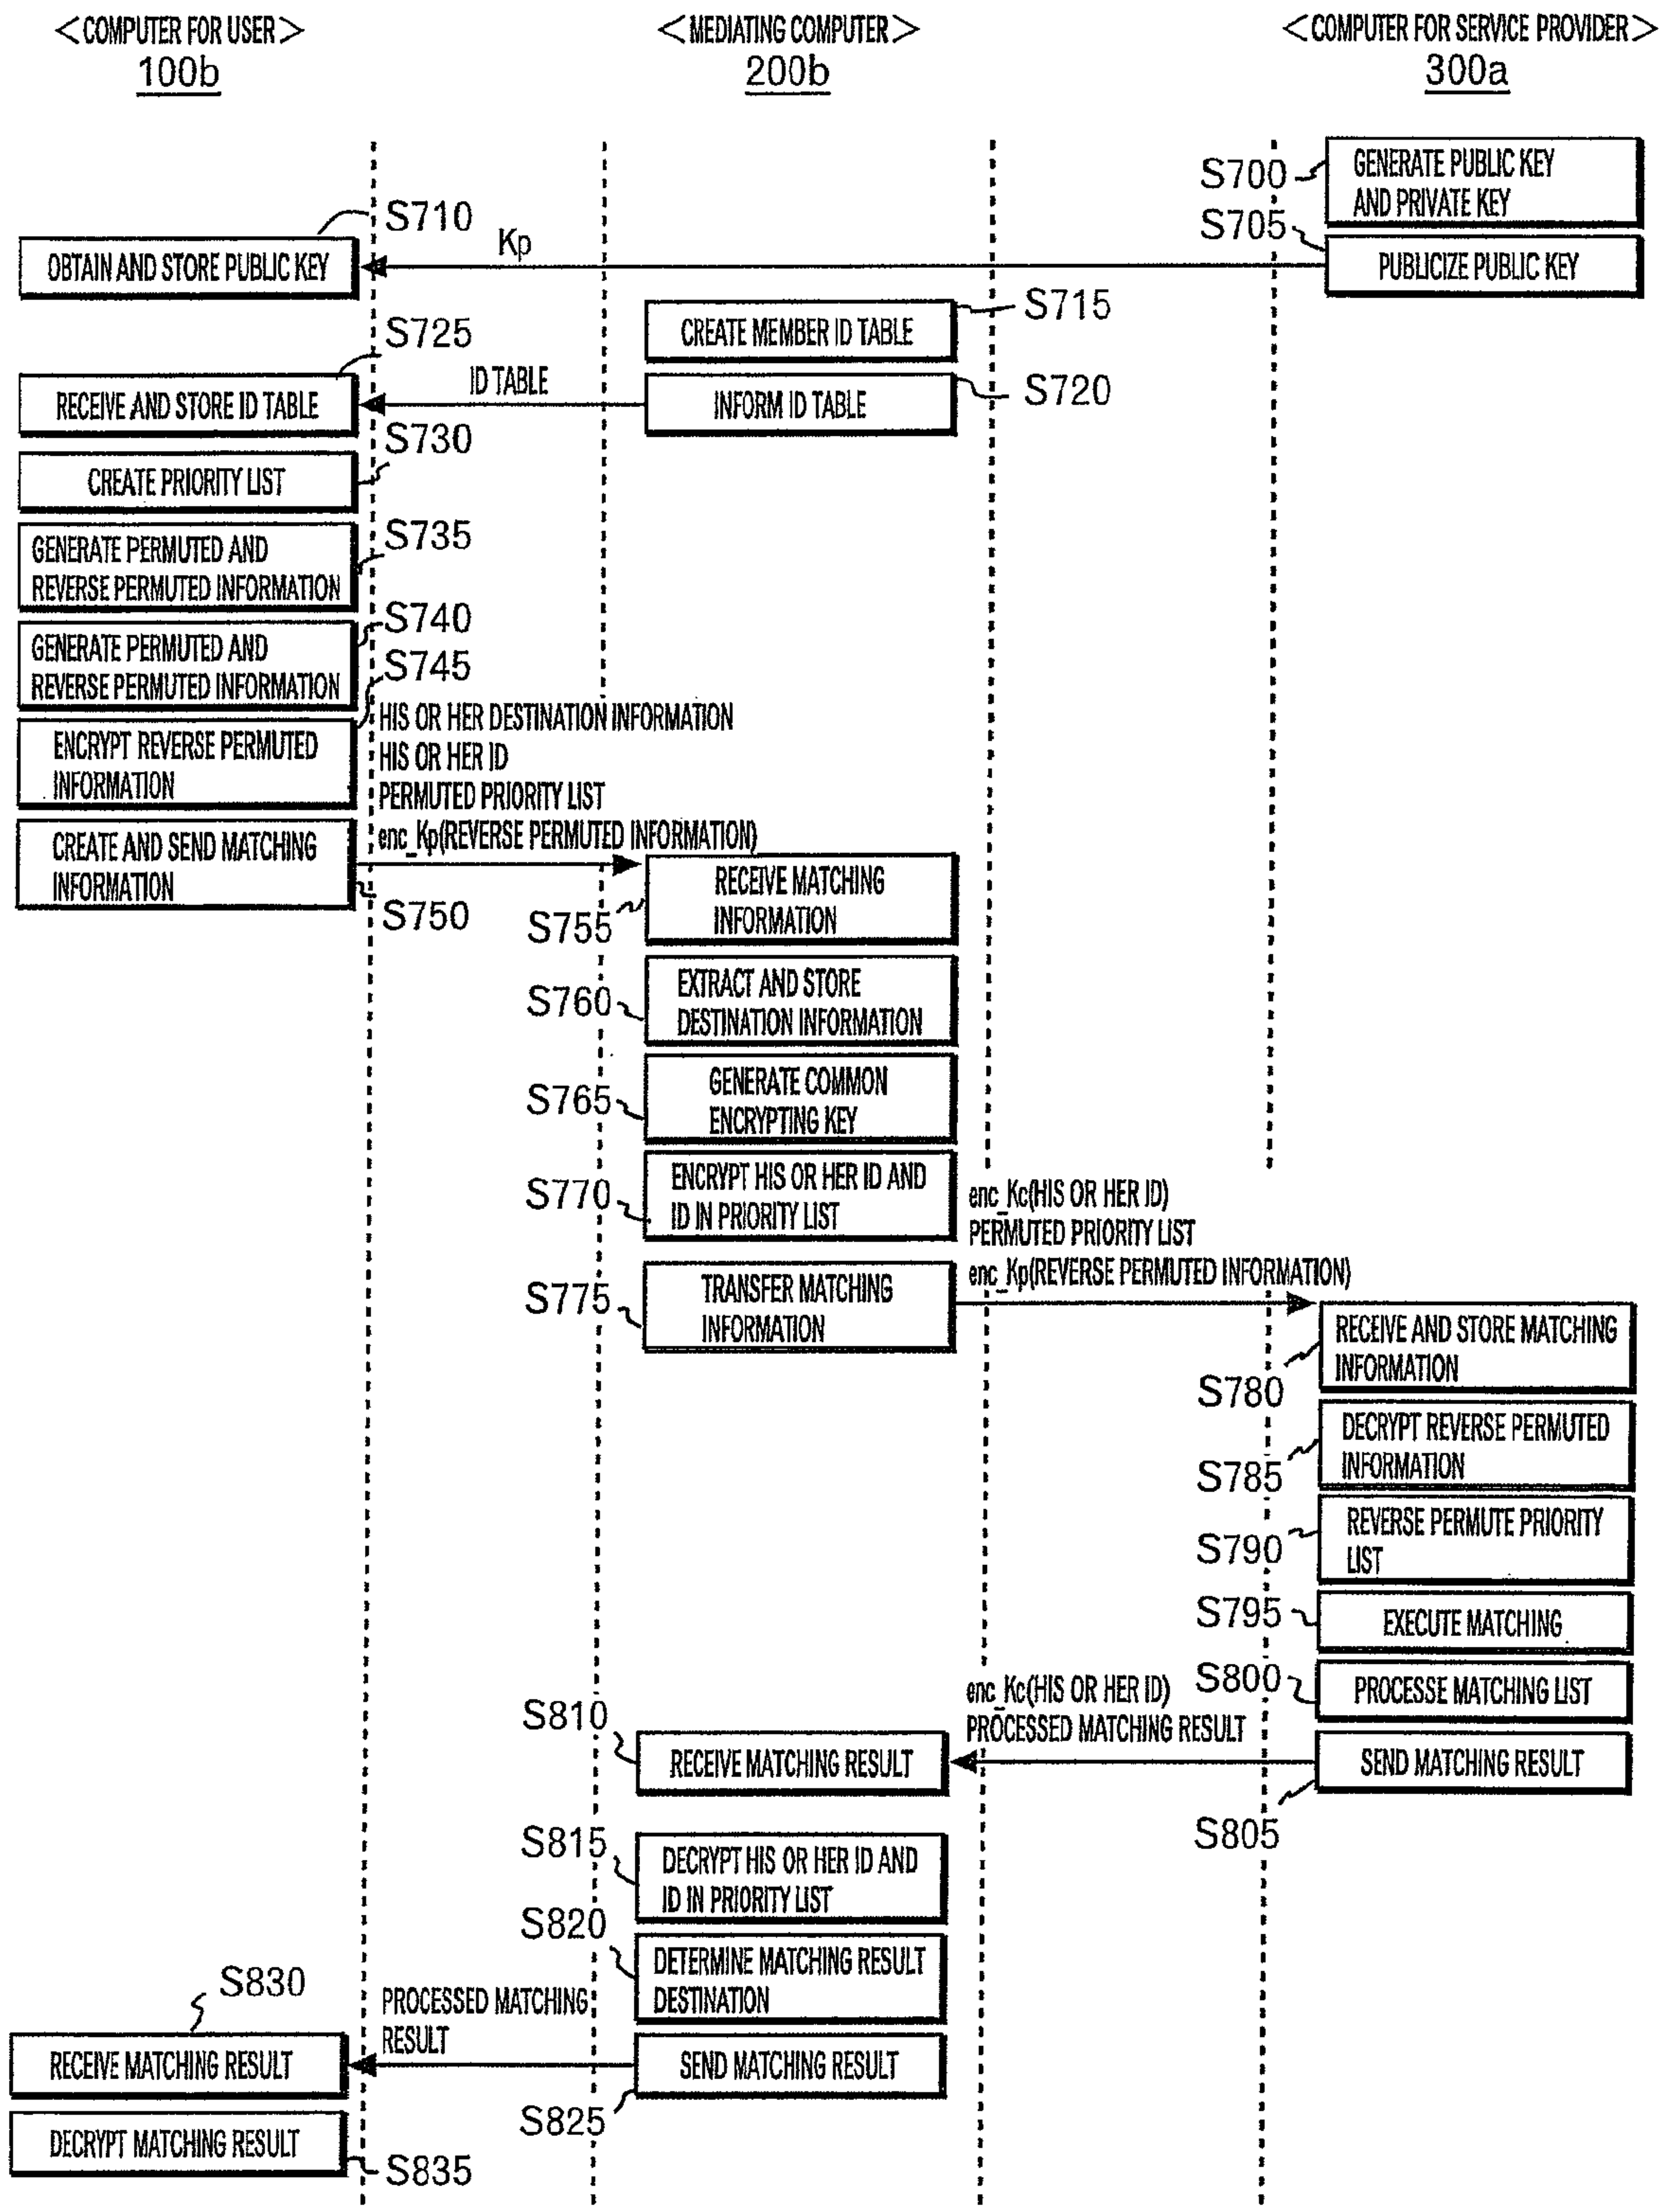 <COMPUTER FOR USER>
100b
<MEDIATING COMPUTER>
200b
<COMPUTER FOR SERVICE PROVIDER>
300a
S700
GENERATE PUBLIC KEY
AND PRIVATE KEY
S705
PUBLICIZE PUBLIC KEY
Kp
S710
OBTAIN AND STORE PUBLIC KEY
S715
CREATE MEMBER ID TABLE
S720
INFORM ID TABLE
ID TABLE
S725
RECEIVE AND STORE ID TABLE
S730
CREATE PRIORITY LIST
S735
GENERATE PERMUTED AND
REVERSE PERMUTED INFORMATION
S740
GENERATE PERMUTED AND
REVERSE PERMUTED INFORMATION
S745
ENCRYPT REVERSE PERMUTED
INFORMATION
HIS OR HER DESTINATION INFORMATION
HIS OR HER ID
PERMUTED PRIORITY LIST
enc_Kp(REVERSE PERMUTED INFORMATION)
CREATE AND SEND MATCHING
INFORMATION
S750
S755
RECEIVE MATCHING
INFORMATION
S760
EXTRACT AND STORE
DESTINATION INFORMATION
S765
GENERATE COMMON
ENCRYPTING KEY
S770
ENCRYPT HIS OR HER ID AND
ID IN PRIORITY LIST
enc_Kc(HIS OR HER ID)
PERMUTED PRIORITY LIST
enc_Kp(REVERSE PERMUTED INFORMATION)
S775
TRANSFER MATCHING
INFORMATION
RECEIVE AND STORE MATCHING
INFORMATION
S780
DECRYPT REVERSE PERMUTED
INFORMATION
S785
REVERSE PERMUTE PRIORITY
LIST
S790
S795
EXECUTE MATCHING
S800
PROCESSE MATCHING LIST
enc_Kc(HIS OR HER ID)
PROCESSED MATCHING RESULT
SEND MATCHING RESULT
S805
S810
RECEIVE MATCHING RESULT
S815
DECRYPT HIS OR HER ID AND
ID IN PRIORITY LIST
S820
DETERMINE MATCHING RESULT
DESTINATION
PROCESSED MATCHING
RESULT
SEND MATCHING RESULT
S825
S830
RECEIVE MATCHING RESULT
DECRYPT MATCHING RESULT
S835